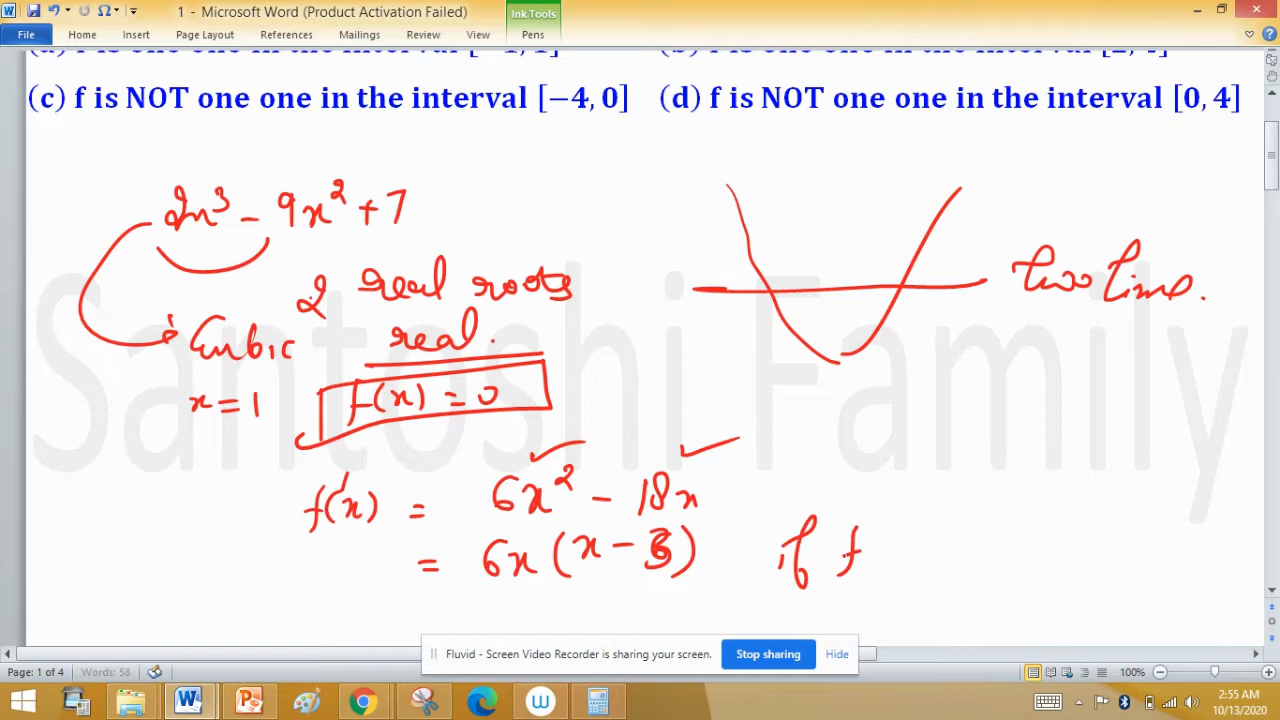 1 - Microsoft Word (Product Activation Failed)
Ink Tools
File Home Insert Page Layout References Mailings Review View Pens
(c) f is NOT one one in the interval [−4, 0] (d) f is NOT one one in the interval [0, 4]
2x³ − 9x² + 7
2 real roots
two time.
Cubic real.
x = 1 f(x) = 0
f'(x) = 6x² − 18x
= 6x (x − 3) if f
Santoshi Family
Fluvid - Screen Video Recorder is sharing your screen. Stop sharing Hide
Page: 1 of 4 Words: 58 100%
2:55 AM
10/13/2020